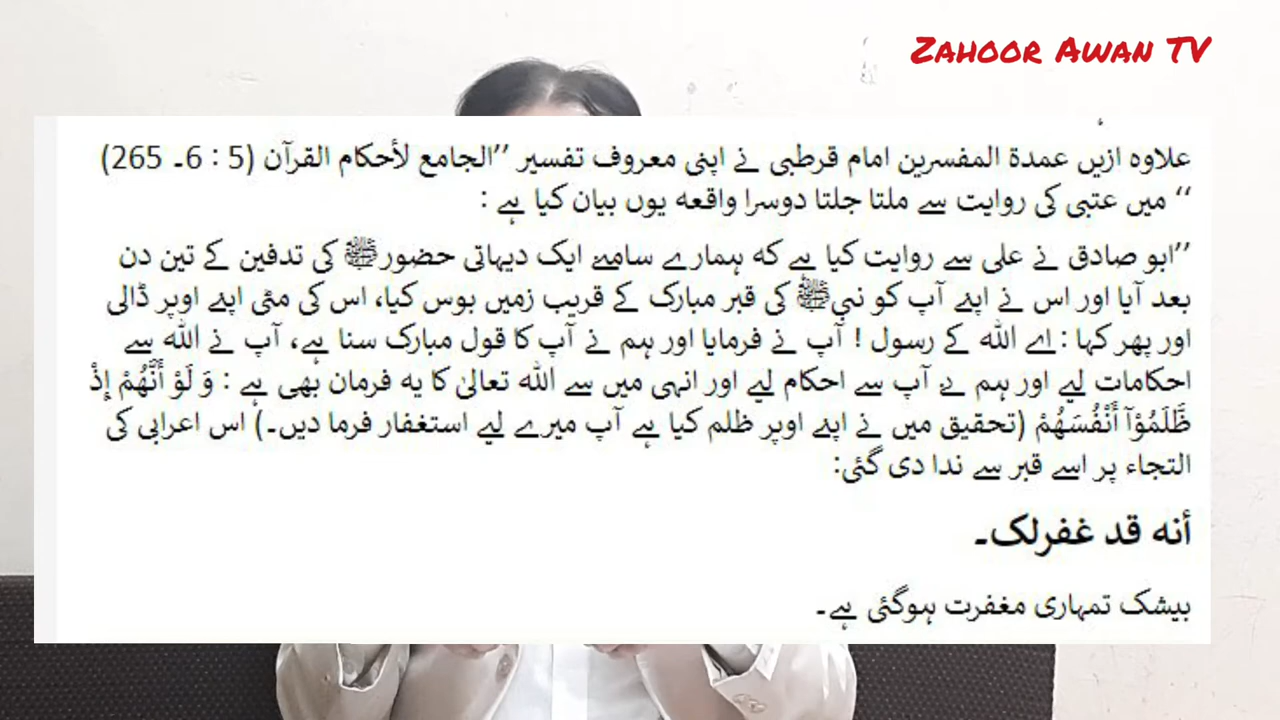 ZAHOOR AWAN TV
علاوہ ازیں عمدۃ المفسرین امام قرطبی نے اپنی معروف تفسیر ’’الجامع لأحکام القرآن (5 : 6۔ 265)
‘‘ میں عتبی کی روایت سے ملتا جلتا دوسرا واقعہ یوں بیان کیا ہے :
’’ابو صادق نے علی سے روایت کیا ہے کہ ہمارے سامنے ایک دیہاتی حضورﷺ کی تدفین کے تین دن
بعد آیا اور اس نے اپنے آپ کو نبیﷺ کی قبر مبارک کے قریب زمیں بوس کیا، اس کی مٹی اپنے اوپر ڈالی
اور پھر کہا : اے اللہ کے رسول ! آپ نے فرمایا اور ہم نے آپ کا قول مبارک سنا ہے، آپ نے اللہ سے
احکامات لیے اور ہم نے آپ سے احکام لیے اور انہی میں سے اللہ تعالیٰ کا یہ فرمان بھی ہے : وَ لَوْ أَنَّهُمْ إِذْ
ظَّلَمُوْآ أَنْفُسَهُمْ (تحقیق میں نے اپنے اوپر ظلم کیا ہے آپ میرے لیے استغفار فرما دیں۔) اس اعرابی کی
التجاء پر اسے قبر سے ندا دی گئی:
أنه قد غفرلک۔
بیشک تمہاری مغفرت ہوگئی ہے۔